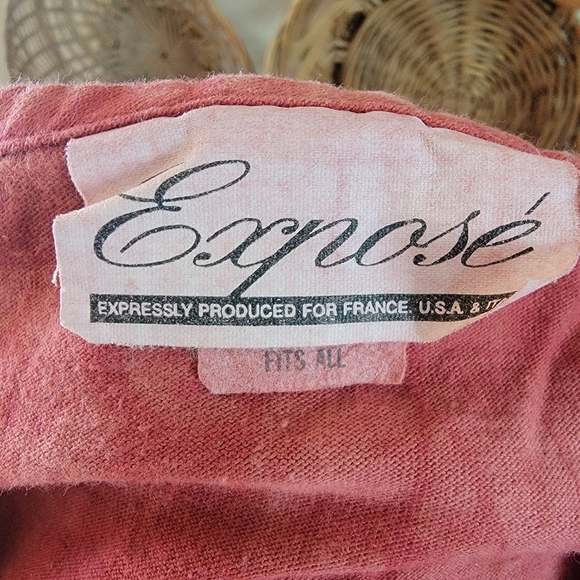 Exposé
EXPRESSLY PRODUCED FOR FRANCE. U.S.A. &
FITS ALL